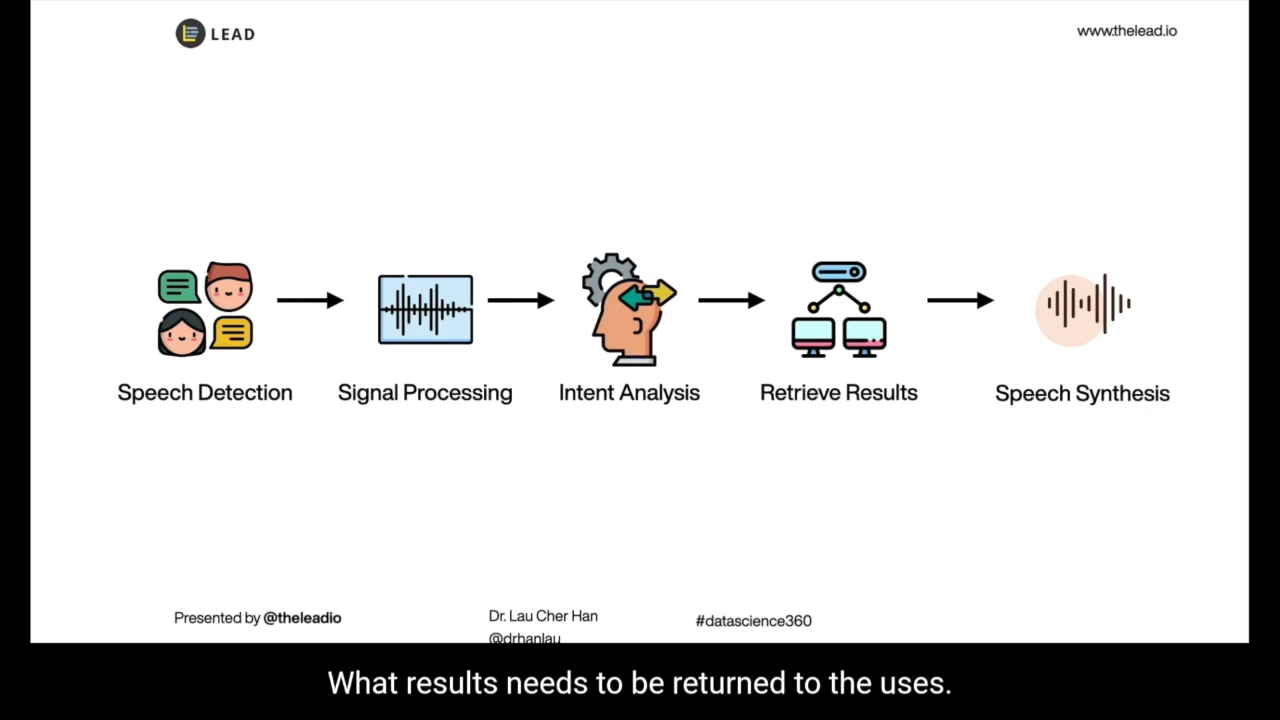 LEAD
www.thelead.io
Speech Detection
Signal Processing
Intent Analysis
Retrieve Results
Speech Synthesis
Presented by @theleadio
Dr. Lau Cher Han
@drhanlau
#datascience360
What results needs to be returned to the uses.